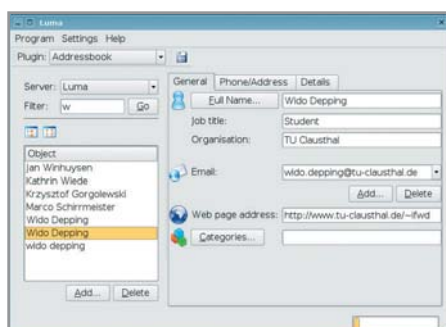 Luma
Program Settings Help
Plugin: Addressbook
Server: Luma
Filter: w Go
Object
Jan Winhuysen
Kathrin Wiede
Krzysztof Gorgolewski
Marco Schirrmeister
Wido Depping
Wido Depping
wido depping
Add... Delete
General Phone/Address Details
Full Name... Wido Depping
Job title: Student
Organisation: TU Clausthal
Email: wido.depping@tu-clausthal.de
Add... Delete
Web page address: http://www.tu-clausthal.de/~ifwd
Categories...